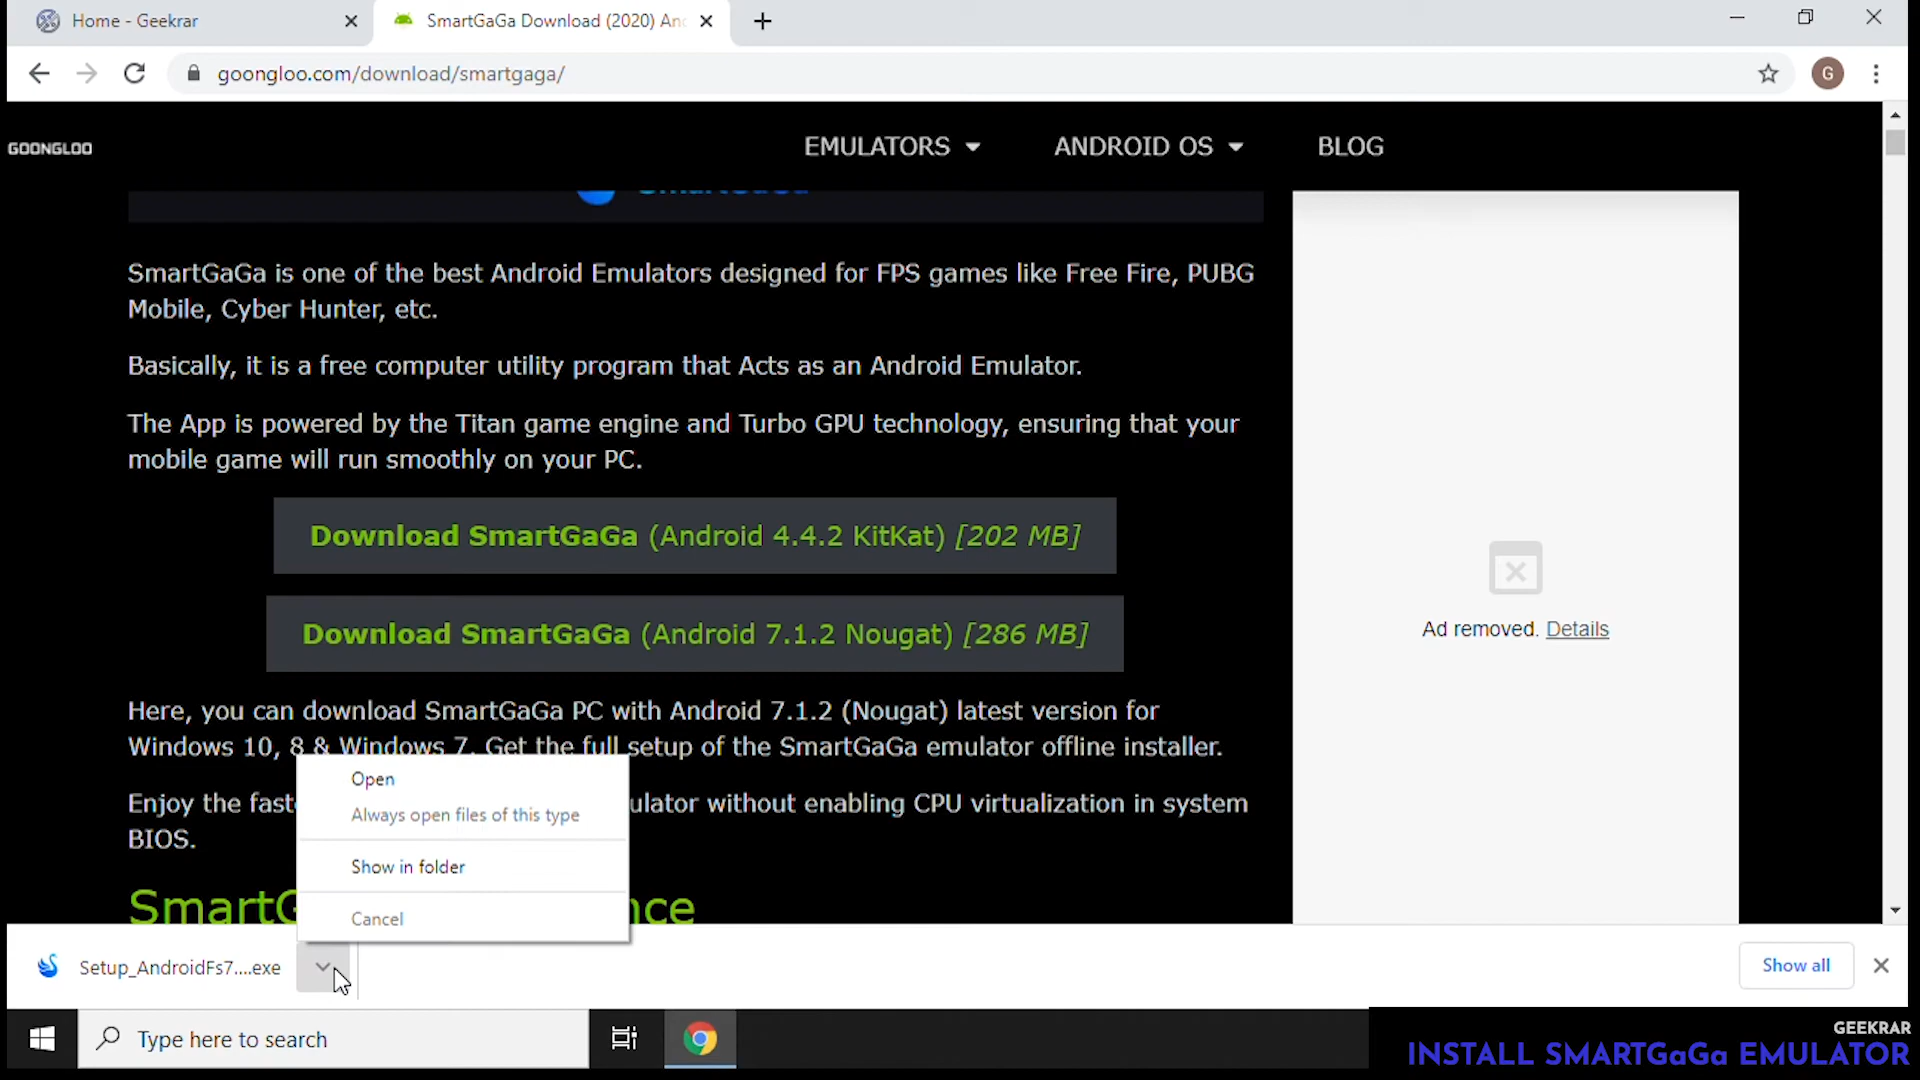 Home - Geekrar
SmartGaGa Download (2020) An
goongloo.com/download/smartgaga/
G
GOONGLOO
EMULATORS
ANDROID OS
BLOG
SmartGaGa
SmartGaGa is one of the best Android Emulators designed for FPS games like Free Fire, PUBG
Mobile, Cyber Hunter, etc.
Basically, it is a free computer utility program that Acts as an Android Emulator.
The App is powered by the Titan game engine and Turbo GPU technology, ensuring that your
mobile game will run smoothly on your PC.
Download SmartGaGa (Android 4.4.2 KitKat) [202 MB]
Download SmartGaGa (Android 7.1.2 Nougat) [286 MB]
Ad removed. Details
Here, you can download SmartGaGa PC with Android 7.1.2 (Nougat) latest version for
Windows 10, 8 & Windows 7. Get the full setup of the SmartGaGa emulator offline installer.
Enjoy the fast ulator without enabling CPU virtualization in system
BIOS.
SmartG nce
Open
Always open files of this type
Show in folder
Cancel
Setup_AndroidFs7....exe
Show all
Type here to search
GEEKRAR
INSTALL SMARTGaGa EMULATOR